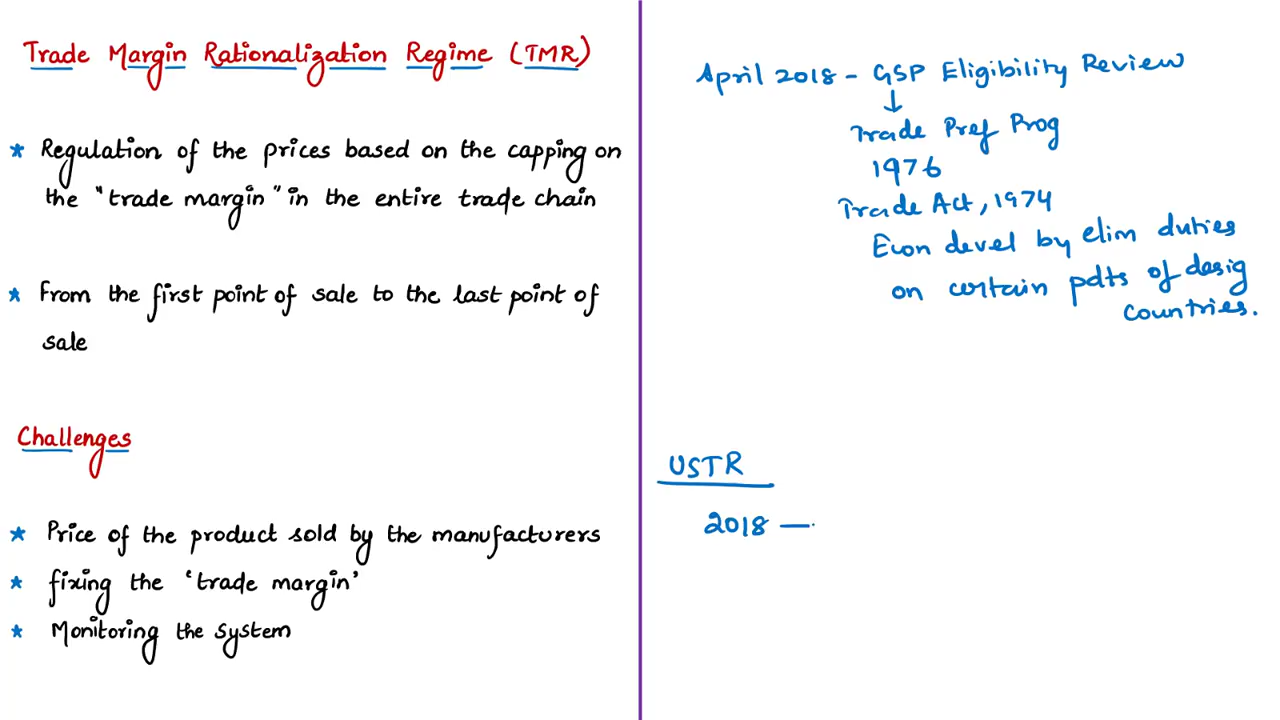 Trade Margin Rationalization Regime (TMR)
* Regulation of the prices based on the capping on
the "trade margin" in the entire trade chain
* From the first point of sale to the last point of
sale
Challenges
* Price of the product sold by the manufacturers
* fixing the 'trade margin'
* Monitoring the system
April 2018 - GSP Eligibility Review
↓
Trade Pref Prog
1976
Trade Act, 1974
Econ devel by elim duties
on certain pdts of desig
countries.
USTR
2018 —